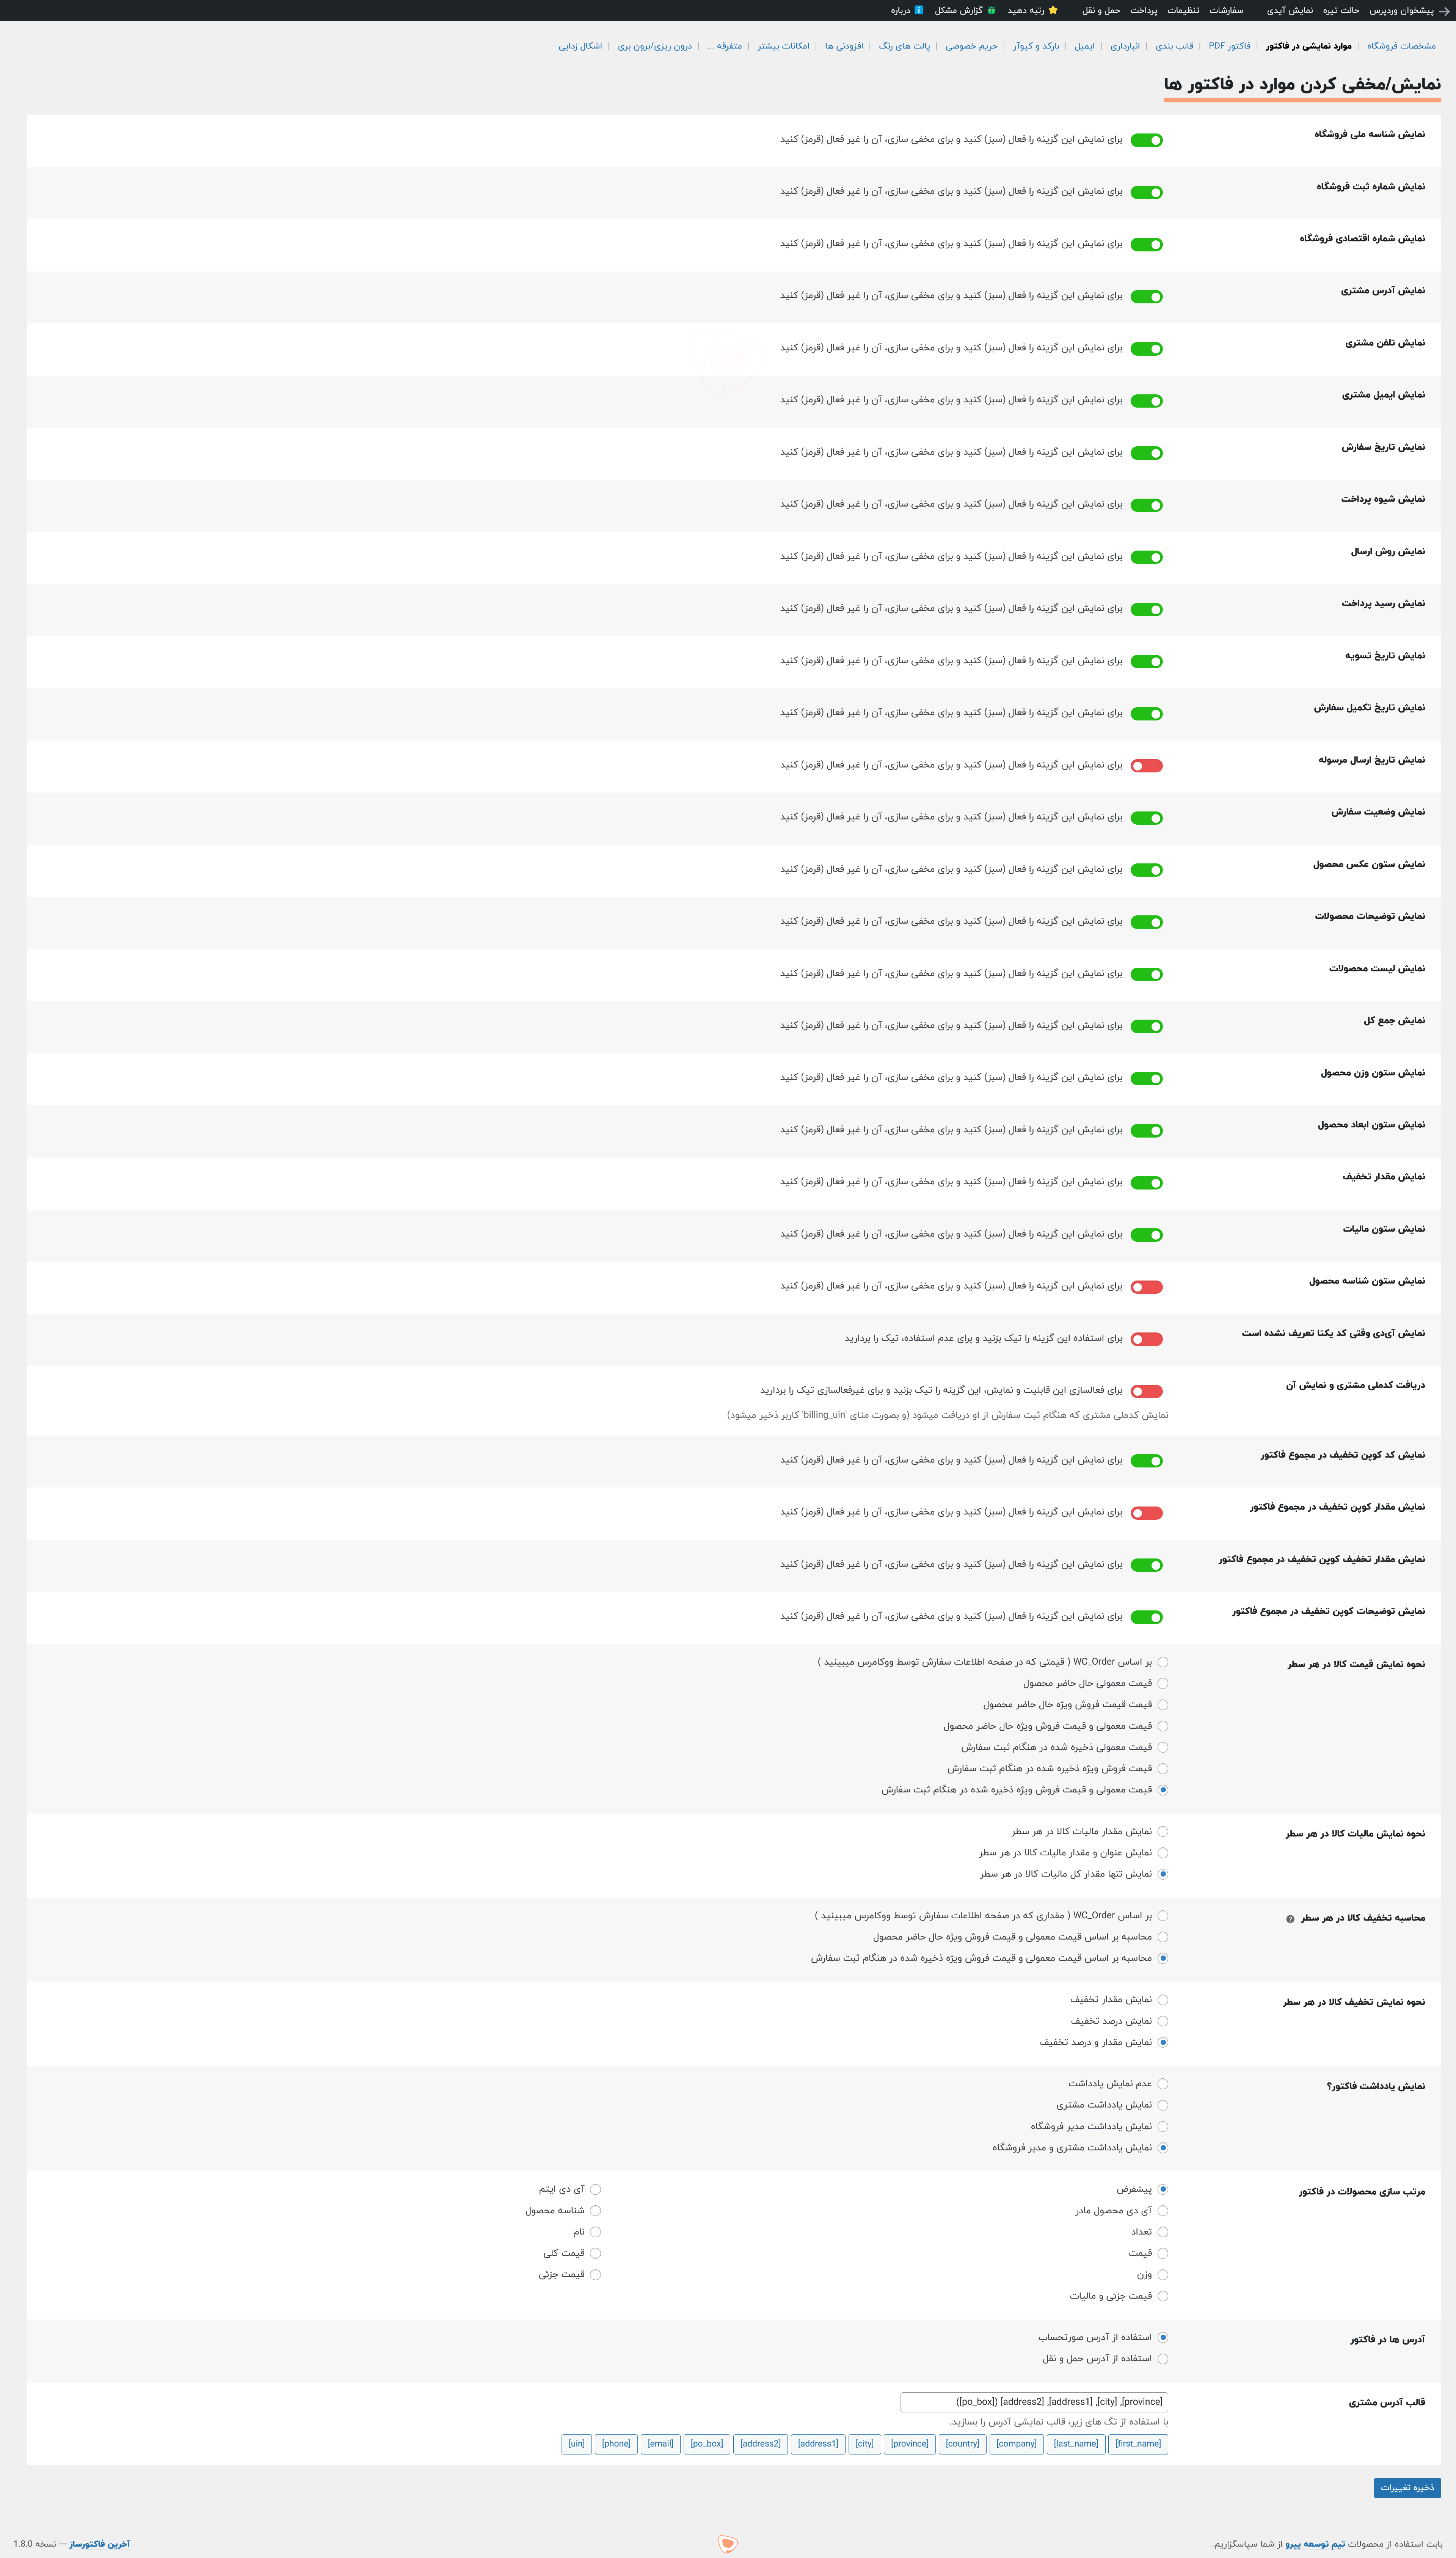 پیشخوان وردپرس حالت تیره نمایش آیدی سفارشات تنظیمات پرداخت حمل و نقل رتبه دهید گزارش مشکل درباره
مشخصات فروشگاه | موارد نمایشی در فاکتور | فاکتور PDF | قالب بندی | انبارداری | ایمیل | بارکد و کیوآر | حریم خصوصی | پالت های رنگ | افزودنی ها | امکانات بیشتر | متفرقه ... | درون ریزی/برون بری | اشکال زدایی
نمایش/مخفی کردن موارد در فاکتور ها
نمایش شناسه ملی فروشگاه برای نمایش این گزینه را فعال (سبز) کنید و برای مخفی سازی، آن را غیر فعال (قرمز) کنید
نمایش شماره ثبت فروشگاه برای نمایش این گزینه را فعال (سبز) کنید و برای مخفی سازی، آن را غیر فعال (قرمز) کنید
نمایش شماره اقتصادی فروشگاه برای نمایش این گزینه را فعال (سبز) کنید و برای مخفی سازی، آن را غیر فعال (قرمز) کنید
نمایش آدرس مشتری برای نمایش این گزینه را فعال (سبز) کنید و برای مخفی سازی، آن را غیر فعال (قرمز) کنید
نمایش تلفن مشتری برای نمایش این گزینه را فعال (سبز) کنید و برای مخفی سازی، آن را غیر فعال (قرمز) کنید
نمایش ایمیل مشتری برای نمایش این گزینه را فعال (سبز) کنید و برای مخفی سازی، آن را غیر فعال (قرمز) کنید
نمایش تاریخ سفارش برای نمایش این گزینه را فعال (سبز) کنید و برای مخفی سازی، آن را غیر فعال (قرمز) کنید
نمایش شیوه پرداخت برای نمایش این گزینه را فعال (سبز) کنید و برای مخفی سازی، آن را غیر فعال (قرمز) کنید
نمایش روش ارسال برای نمایش این گزینه را فعال (سبز) کنید و برای مخفی سازی، آن را غیر فعال (قرمز) کنید
نمایش رسید پرداخت برای نمایش این گزینه را فعال (سبز) کنید و برای مخفی سازی، آن را غیر فعال (قرمز) کنید
نمایش تاریخ تسویه برای نمایش این گزینه را فعال (سبز) کنید و برای مخفی سازی، آن را غیر فعال (قرمز) کنید
نمایش تاریخ تکمیل سفارش برای نمایش این گزینه را فعال (سبز) کنید و برای مخفی سازی، آن را غیر فعال (قرمز) کنید
نمایش تاریخ ارسال مرسوله برای نمایش این گزینه را فعال (سبز) کنید و برای مخفی سازی، آن را غیر فعال (قرمز) کنید
نمایش وضعیت سفارش برای نمایش این گزینه را فعال (سبز) کنید و برای مخفی سازی، آن را غیر فعال (قرمز) کنید
نمایش ستون عکس محصول برای نمایش این گزینه را فعال (سبز) کنید و برای مخفی سازی، آن را غیر فعال (قرمز) کنید
نمایش توضیحات محصولات برای نمایش این گزینه را فعال (سبز) کنید و برای مخفی سازی، آن را غیر فعال (قرمز) کنید
نمایش لیست محصولات برای نمایش این گزینه را فعال (سبز) کنید و برای مخفی سازی، آن را غیر فعال (قرمز) کنید
نمایش جمع کل برای نمایش این گزینه را فعال (سبز) کنید و برای مخفی سازی، آن را غیر فعال (قرمز) کنید
نمایش ستون وزن محصول برای نمایش این گزینه را فعال (سبز) کنید و برای مخفی سازی، آن را غیر فعال (قرمز) کنید
نمایش ستون ابعاد محصول برای نمایش این گزینه را فعال (سبز) کنید و برای مخفی سازی، آن را غیر فعال (قرمز) کنید
نمایش مقدار تخفیف برای نمایش این گزینه را فعال (سبز) کنید و برای مخفی سازی، آن را غیر فعال (قرمز) کنید
نمایش ستون مالیات برای نمایش این گزینه را فعال (سبز) کنید و برای مخفی سازی، آن را غیر فعال (قرمز) کنید
نمایش ستون شناسه محصول برای نمایش این گزینه را فعال (سبز) کنید و برای مخفی سازی، آن را غیر فعال (قرمز) کنید
نمایش آی‌دی وقتی کد یکتا تعریف نشده است برای استفاده این گزینه را تیک بزنید و برای عدم استفاده، تیک را بردارید
دریافت کدملی مشتری و نمایش آن برای فعالسازی این قابلیت و نمایش، این گزینه را تیک بزنید و برای غیرفعالسازی تیک را بردارید
نمایش کدملی مشتری که هنگام ثبت سفارش از او دریافت میشود (و بصورت متای 'billing_uin' کاربر ذخیر میشود)
نمایش کد کوپن تخفیف در مجموع فاکتور برای نمایش این گزینه را فعال (سبز) کنید و برای مخفی سازی، آن را غیر فعال (قرمز) کنید
نمایش مقدار کوپن تخفیف در مجموع فاکتور برای نمایش این گزینه را فعال (سبز) کنید و برای مخفی سازی، آن را غیر فعال (قرمز) کنید
نمایش مقدار تخفیف کوپن تخفیف در مجموع فاکتور برای نمایش این گزینه را فعال (سبز) کنید و برای مخفی سازی، آن را غیر فعال (قرمز) کنید
نمایش توضیحات کوپن تخفیف در مجموع فاکتور برای نمایش این گزینه را فعال (سبز) کنید و برای مخفی سازی، آن را غیر فعال (قرمز) کنید
نحوه نمایش قیمت کالا در هر سطر بر اساس WC_Order ( قیمتی که در صفحه اطلاعات سفارش توسط ووکامرس میبینید )
قیمت معمولی حال حاضر محصول
قیمت قیمت فروش ویژه حال حاضر محصول
قیمت معمولی و قیمت فروش ویژه حال حاضر محصول
قیمت معمولی ذخیره شده در هنگام ثبت سفارش
قیمت فروش ویژه ذخیره شده در هنگام ثبت سفارش
قیمت معمولی و قیمت فروش ویژه ذخیره شده در هنگام ثبت سفارش
نحوه نمایش مالیات کالا در هر سطر نمایش مقدار مالیات کالا در هر سطر
نمایش عنوان و مقدار مالیات کالا در هر سطر
نمایش تنها مقدار کل مالیات کالا در هر سطر
محاسبه تخفیف کالا در هر سطر ? بر اساس WC_Order ( مقداری که در صفحه اطلاعات سفارش توسط ووکامرس میبینید )
محاسبه بر اساس قیمت معمولی و قیمت فروش ویژه حال حاضر محصول
محاسبه بر اساس قیمت معمولی و قیمت فروش ویژه ذخیره شده در هنگام ثبت سفارش
نحوه نمایش تخفیف کالا در هر سطر نمایش مقدار تخفیف
نمایش درصد تخفیف
نمایش مقدار و درصد تخفیف
نمایش یادداشت فاکتور؟ عدم نمایش یادداشت
نمایش یادداشت مشتری
نمایش یادداشت مدیر فروشگاه
نمایش یادداشت مشتری و مدیر فروشگاه
مرتب سازی محصولات در فاکتور پیشفرض آی دی ایتم
آی دی محصول مادر شناسه محصول
تعداد نام
قیمت قیمت کلی
وزن قیمت جزئی
قیمت جزئی و مالیات
آدرس ها در فاکتور استفاده از آدرس صورتحساب
استفاده از آدرس حمل و نقل
قالب آدرس مشتری [province], [city], [address1], [address2] ([po_box])
با استفاده از تگ های زیر، قالب نمایشی آدرس را بسازید.
[first_name] [last_name] [company] [country] [province] [city] [address1] [address2] [po_box] [email] [phone] [uin]
ذخیره تغییرات
بابت استفاده از محصولات تیم توسعه پپرو از شما سپاسگزاریم. آخرین فاکتورساز — نسخه 1.8.0